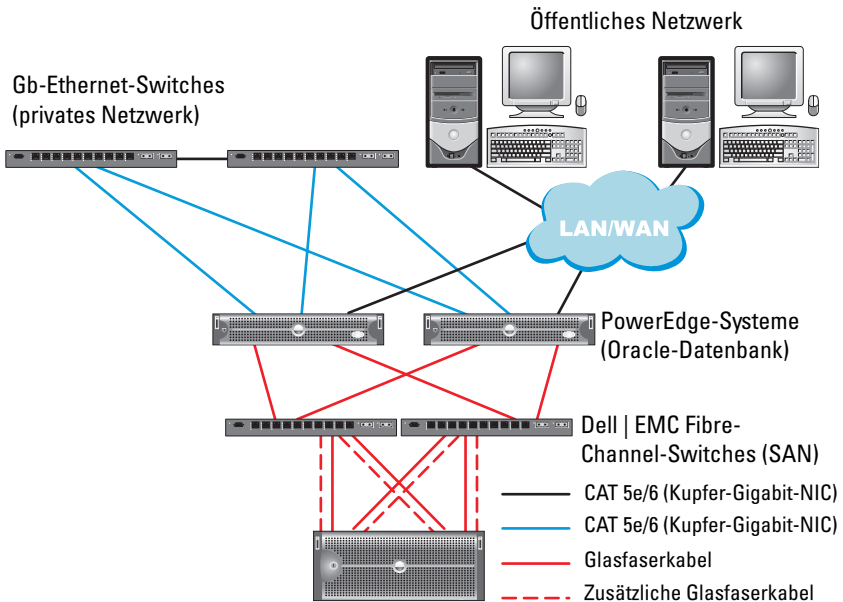 Öffentliches Netzwerk
Gb-Ethernet-Switches
(privates Netzwerk)
LAN/WAN
PowerEdge-Systeme
(Oracle-Datenbank)
Dell | EMC Fibre-
Channel-Switches (SAN)
CAT 5e/6 (Kupfer-Gigabit-NIC)
CAT 5e/6 (Kupfer-Gigabit-NIC)
Glasfaserkabel
Zusätzliche Glasfaserkabel